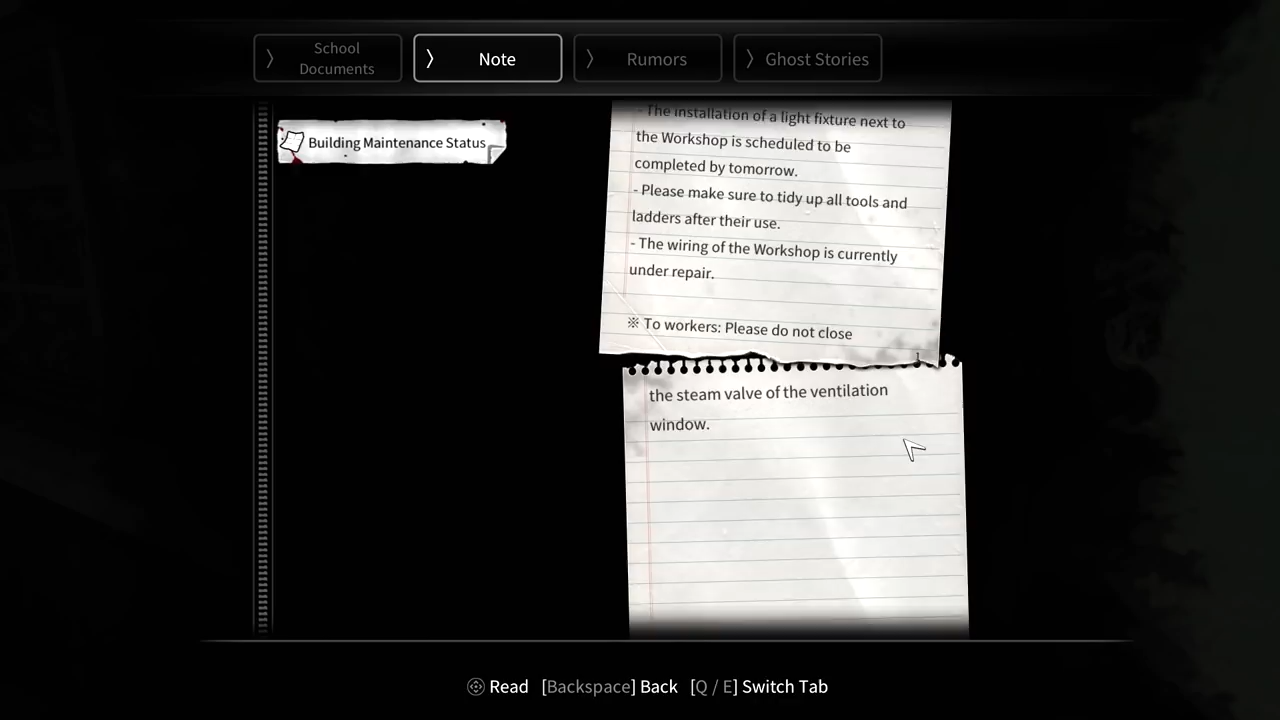 School
Documents
Note
Rumors
Ghost Stories
Building Maintenance Status
- The installation of a light fixture next to
the Workshop is scheduled to be
completed by tomorrow.
- Please make sure to tidy up all tools and
ladders after their use.
- The wiring of the Workshop is currently
under repair.
※ To workers: Please do not close
the steam valve of the ventilation
window.
Read [Backspace] Back [Q / E] Switch Tab